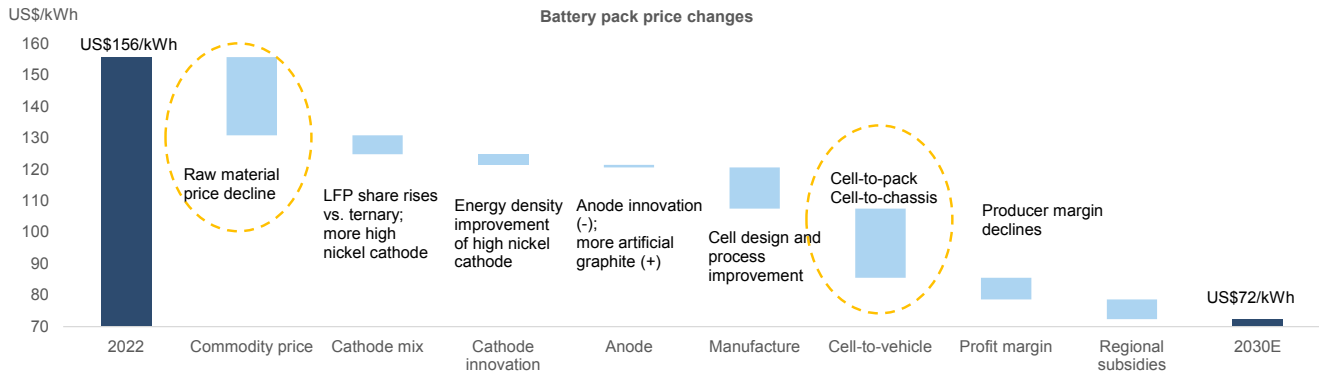 US$/kWh
Battery pack price changes
160
150
140
130
120
110
100
90
80
70
US$156/kWh
Raw material
price decline
LFP share rises
vs. ternary;
more high
nickel cathode
Energy density
improvement
of high nickel
cathode
Anode innovation
(-);
more artificial
graphite (+)
Cell design and
process
improvement
Cell-to-pack
Cell-to-chassis
Producer margin
declines
US$72/kWh
2022
Commodity price
Cathode mix
Cathode
innovation
Anode
Manufacture
Cell-to-vehicle
Profit margin
Regional
subsidies
2030E